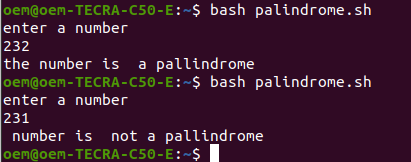 oem@oem-TECRA-C50-E:~$ bash palindrome.sh
enter a number
232
the number is  a pallindrome
oem@oem-TECRA-C50-E:~$ bash palindrome.sh
enter a number
231
 number is  not a pallindrome
oem@oem-TECRA-C50-E:~$